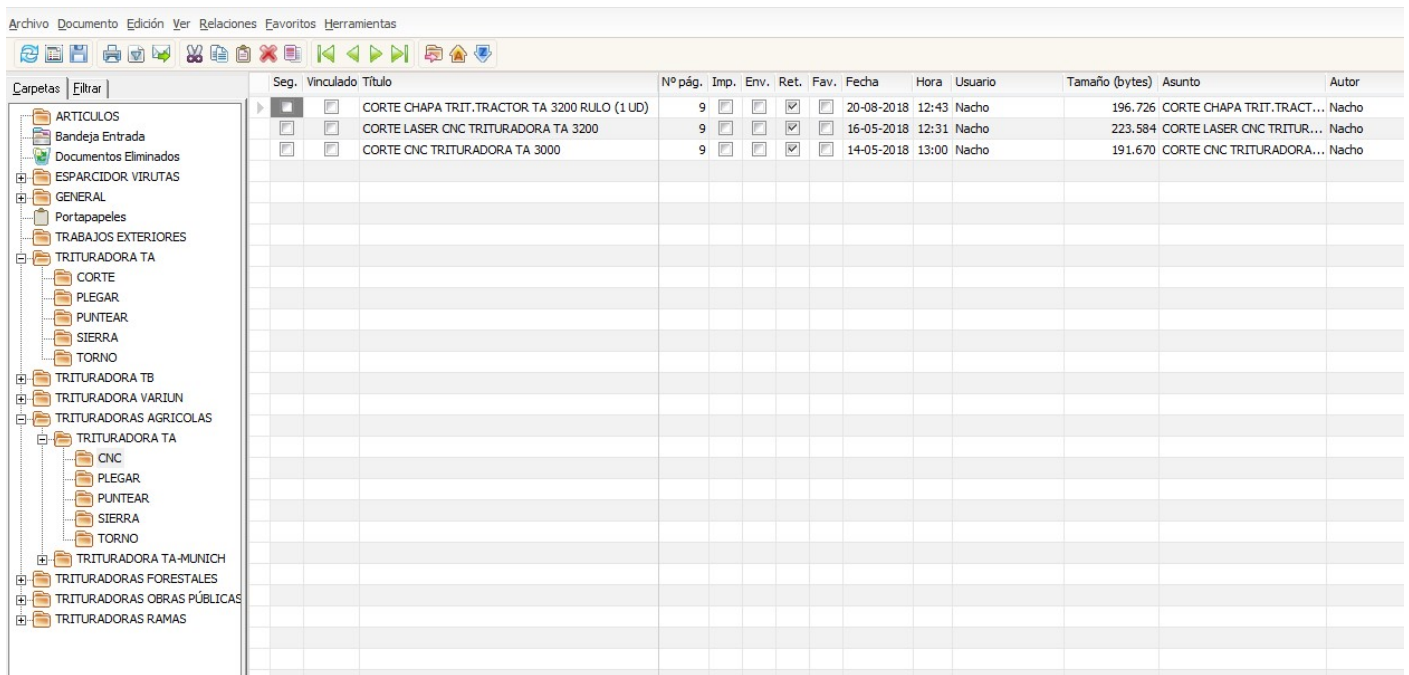 Archivo Documento Edición Ver Relaciones Favoritos Herramientas
Carpetas Filtrar
ARTICULOS
Bandeja Entrada
Documentos Eliminados
ESPARCIDOR VIRUTAS
GENERAL
Portapapeles
TRABAJOS EXTERIORES
TRITURADORA TA
CORTE
PLEGAR
PUNTEAR
SIERRA
TORNO
TRITURADORA TB
TRITURADORA VARIUN
TRITURADORAS AGRICOLAS
TRITURADORA TA
CNC
PLEGAR
PUNTEAR
SIERRA
TORNO
TRITURADORA TA-MUNICH
TRITURADORAS FORESTALES
TRITURADORAS OBRAS PÚBLICAS
TRITURADORAS RAMAS
Seg. Vinculado Título Nº pág. Imp. Env. Ret. Fav. Fecha Hora Usuario Tamaño (bytes) Asunto Autor
CORTE CHAPA TRIT.TRACTOR TA 3200 RULO (1 UD) 9 20-08-2018 12:43 Nacho 196.726 CORTE CHAPA TRIT.TRACT... Nacho
CORTE LASER CNC TRITURADORA TA 3200 9 16-05-2018 12:31 Nacho 223.584 CORTE LASER CNC TRITUR... Nacho
CORTE CNC TRITURADORA TA 3000 9 14-05-2018 13:00 Nacho 191.670 CORTE CNC TRITURADORA... Nacho